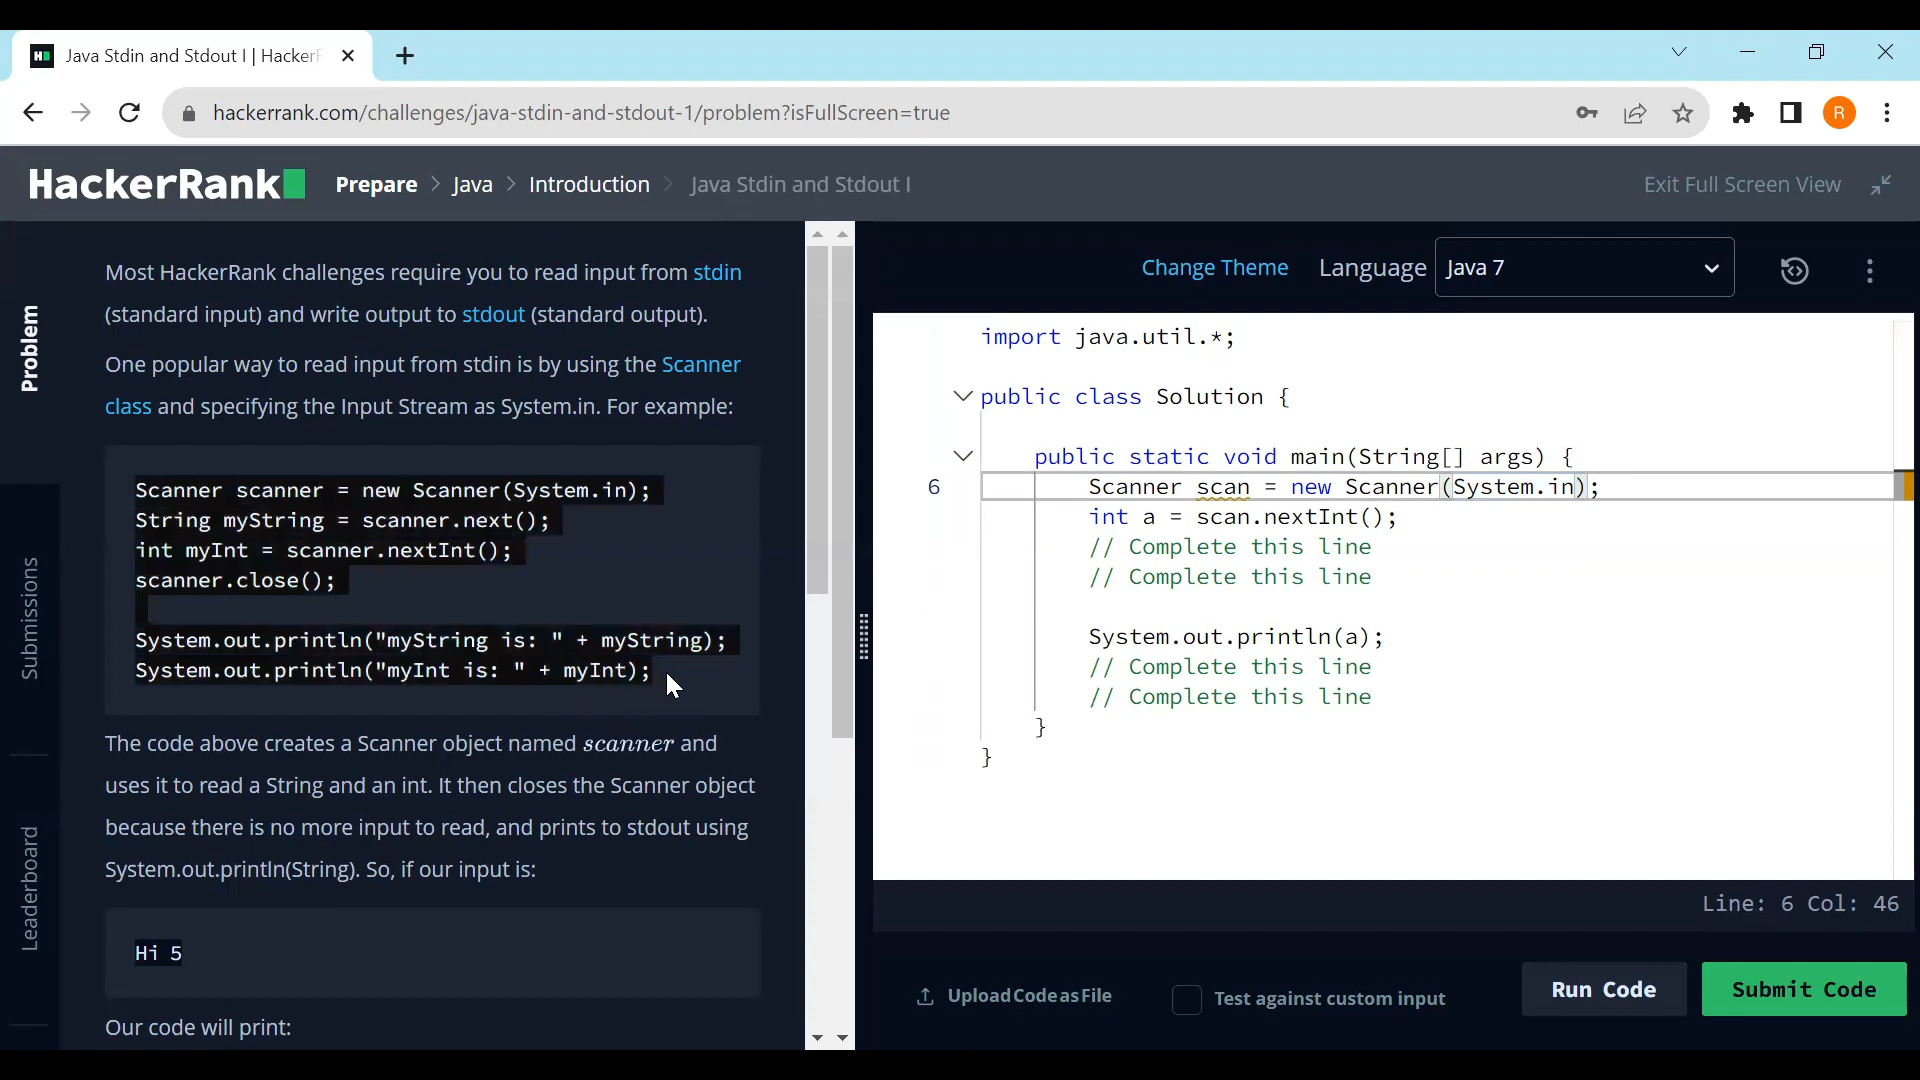 Java Stdin and Stdout I | Hacker
hackerrank.com/challenges/java-stdin-and-stdout-1/problem?isFullScreen=true
R
HackerRank
Prepare > Java > Introduction > Java Stdin and Stdout I
Exit Full Screen View
Problem
Submissions
Leaderboard
Most HackerRank challenges require you to read input from stdin
(standard input) and write output to stdout (standard output).
One popular way to read input from stdin is by using the Scanner
class and specifying the Input Stream as System.in. For example:
Scanner scanner = new Scanner(System.in);
String myString = scanner.next();
int myInt = scanner.nextInt();
scanner.close();
System.out.println("myString is: " + myString);
System.out.println("myInt is: " + myInt);
The code above creates a Scanner object named scanner and
uses it to read a String and an int. It then closes the Scanner object
because there is no more input to read, and prints to stdout using
System.out.println(String). So, if our input is:
Hi 5
Our code will print:
Change Theme
Language
Java 7
import java.util.*;
public class Solution {
public static void main(String[] args) {
6
Scanner scan = new Scanner(System.in);
int a = scan.nextInt();
// Complete this line
// Complete this line
System.out.println(a);
// Complete this line
// Complete this line
}
}
Line: 6 Col: 46
Upload Code as File
Test against custom input
Run Code
Submit Code